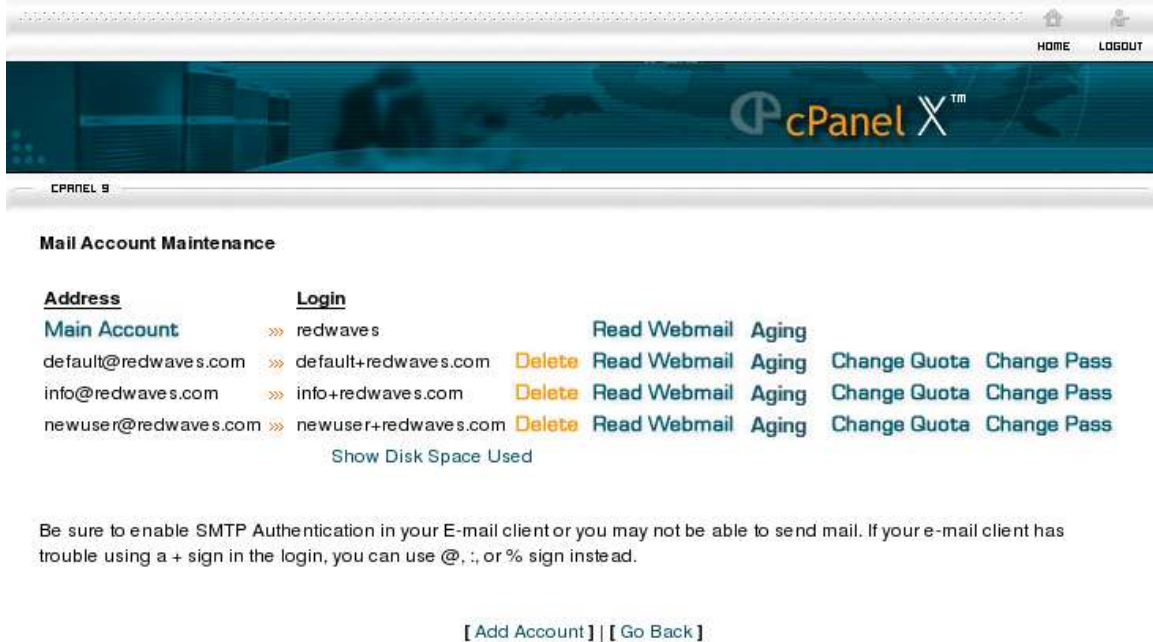 HOME LOGOUT
cPanel X™
CPANEL 9
Mail Account Maintenance
Address Login
Main Account »» redwaves Read Webmail Aging
default@redwaves.com »» default+redwaves.com Delete Read Webmail Aging Change Quota Change Pass
info@redwaves.com »» info+redwaves.com Delete Read Webmail Aging Change Quota Change Pass
newuser@redwaves.com »» newuser+redwaves.com Delete Read Webmail Aging Change Quota Change Pass
Show Disk Space Used
Be sure to enable SMTP Authentication in your E-mail client or you may not be able to send mail. If your e-mail client has
trouble using a + sign in the login, you can use @, :, or % sign instead.
[ Add Account ] | [ Go Back ]